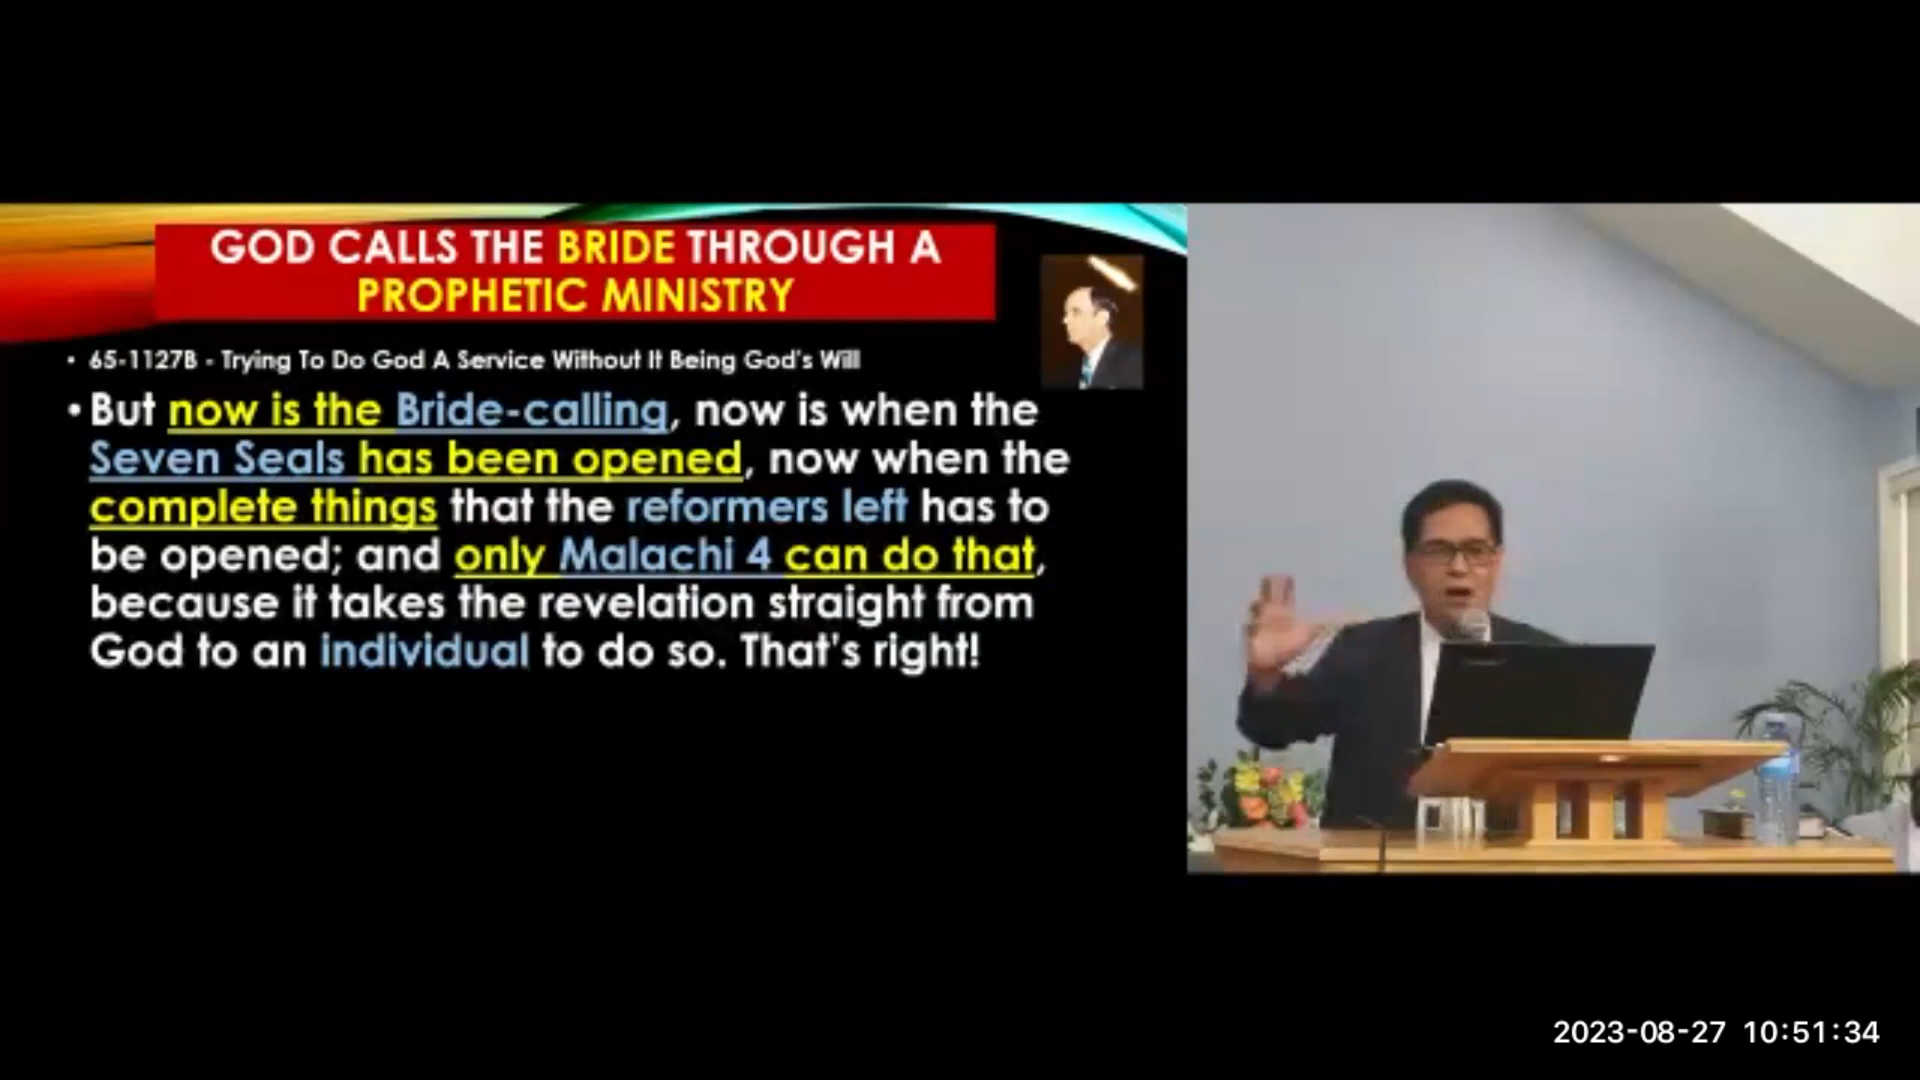 GOD CALLS THE BRIDE THROUGH A
PROPHETIC MINISTRY
• 65-1127B - Trying To Do God A Service Without It Being God's Will
• But now is the Bride-calling, now is when the
Seven Seals has been opened, now when the
complete things that the reformers left has to
be opened; and only Malachi 4 can do that,
because it takes the revelation straight from
God to an individual to do so. That's right!
2023-08-27 10:51:34